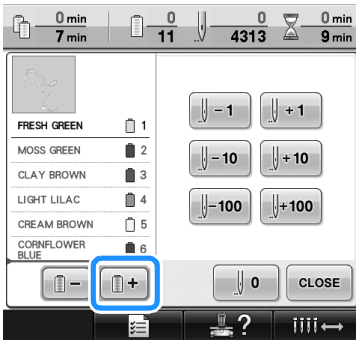 0 min 0 0 0 min
7 min 11 4313 9 min
FRESH GREEN 1
MOSS GREEN 2
CLAY BROWN 3
LIGHT LILAC 4
CREAM BROWN 5
CORNFLOWER
BLUE 6
-1 +1
-10 +10
-100 +100
- + 0 CLOSE
?